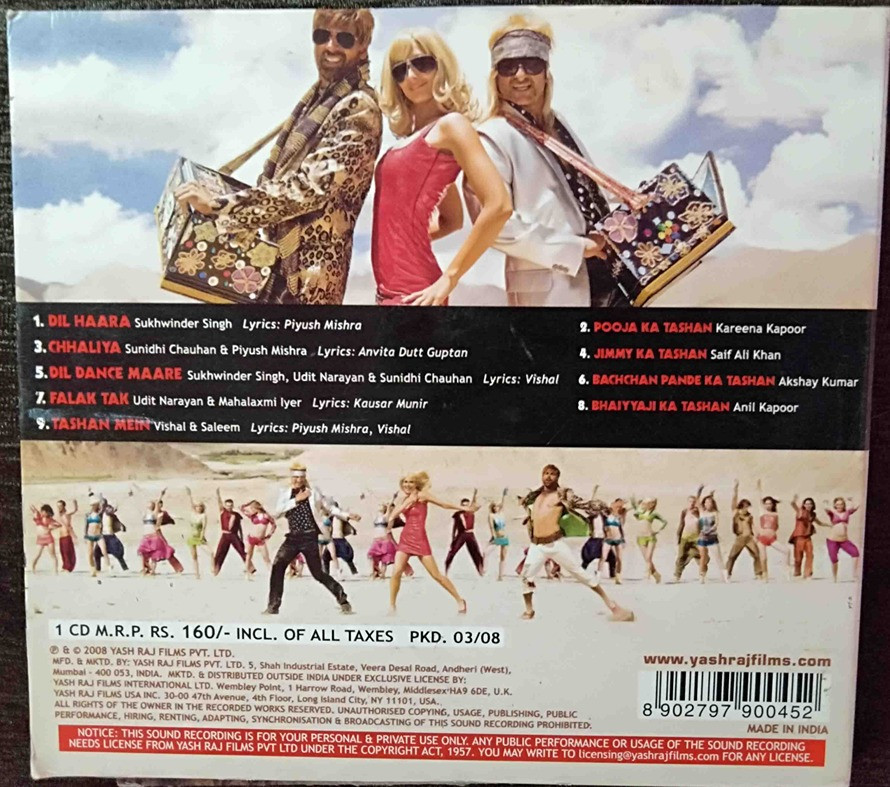 1. DIL HAARA Sukhwinder Singh Lyrics: Piyush Mishra
2. POOJA KA TASHAN Kareena Kapoor
3. CHHALIYA Sunidhi Chauhan & Piyush Mishra Lyrics: Anvita Dutt Guptan
4. JIMMY KA TASHAN Saif Ali Khan
5. DIL DANCE MAARE Sukhwinder Singh, Udit Narayan & Sunidhi Chauhan Lyrics: Vishal
6. BACHCHAN PANDE KA TASHAN Akshay Kumar
7. FALAK TAK Udit Narayan & Mahalaxmi Iyer Lyrics: Kausar Munir
8. BHAIYYAJI KA TASHAN Anil Kapoor
9. TASHAN MEIN Vishal & Saleem Lyrics: Piyush Mishra, Vishal
1 CD M.R.P. RS. 160/- INCL. OF ALL TAXES PKD. 03/08
℗ & © 2008 YASH RAJ FILMS PVT. LTD.
MFD. & MKTD. BY: YASH RAJ FILMS PVT. LTD. 5, Shah Industrial Estate, Veera Desai Road, Andheri (West),
Mumbai - 400 053, INDIA. MKTD. & DISTRIBUTED OUTSIDE INDIA UNDER EXCLUSIVE LICENSE BY:
YASH RAJ FILMS INTERNATIONAL LTD. Wembley Point, 1 Harrow Road, Wembley, Middlesex HA9 6DE, U.K.
YASH RAJ FILMS USA INC. 30-00 47th Avenue, 4th Floor, Long Island City, NY 11101, USA.
ALL RIGHTS OF THE OWNER IN THE RECORDED WORKS RESERVED. UNAUTHORISED COPYING, USAGE, PUBLISHING, PUBLIC
PERFORMANCE, HIRING, RENTING, ADAPTING, SYNCHRONISATION & BROADCASTING OF THIS SOUND RECORDING PROHIBITED.
www.yashrajfilms.com
8 902797 900452
MADE IN INDIA
NOTICE: THIS SOUND RECORDING IS FOR YOUR PERSONAL & PRIVATE USE ONLY. ANY PUBLIC PERFORMANCE OR USAGE OF THE SOUND RECORDING
NEEDS LICENSE FROM YASH RAJ FILMS PVT LTD UNDER THE COPYRIGHT ACT, 1957. YOU MAY WRITE TO licensing@yashrajfilms.com FOR ANY LICENSE.